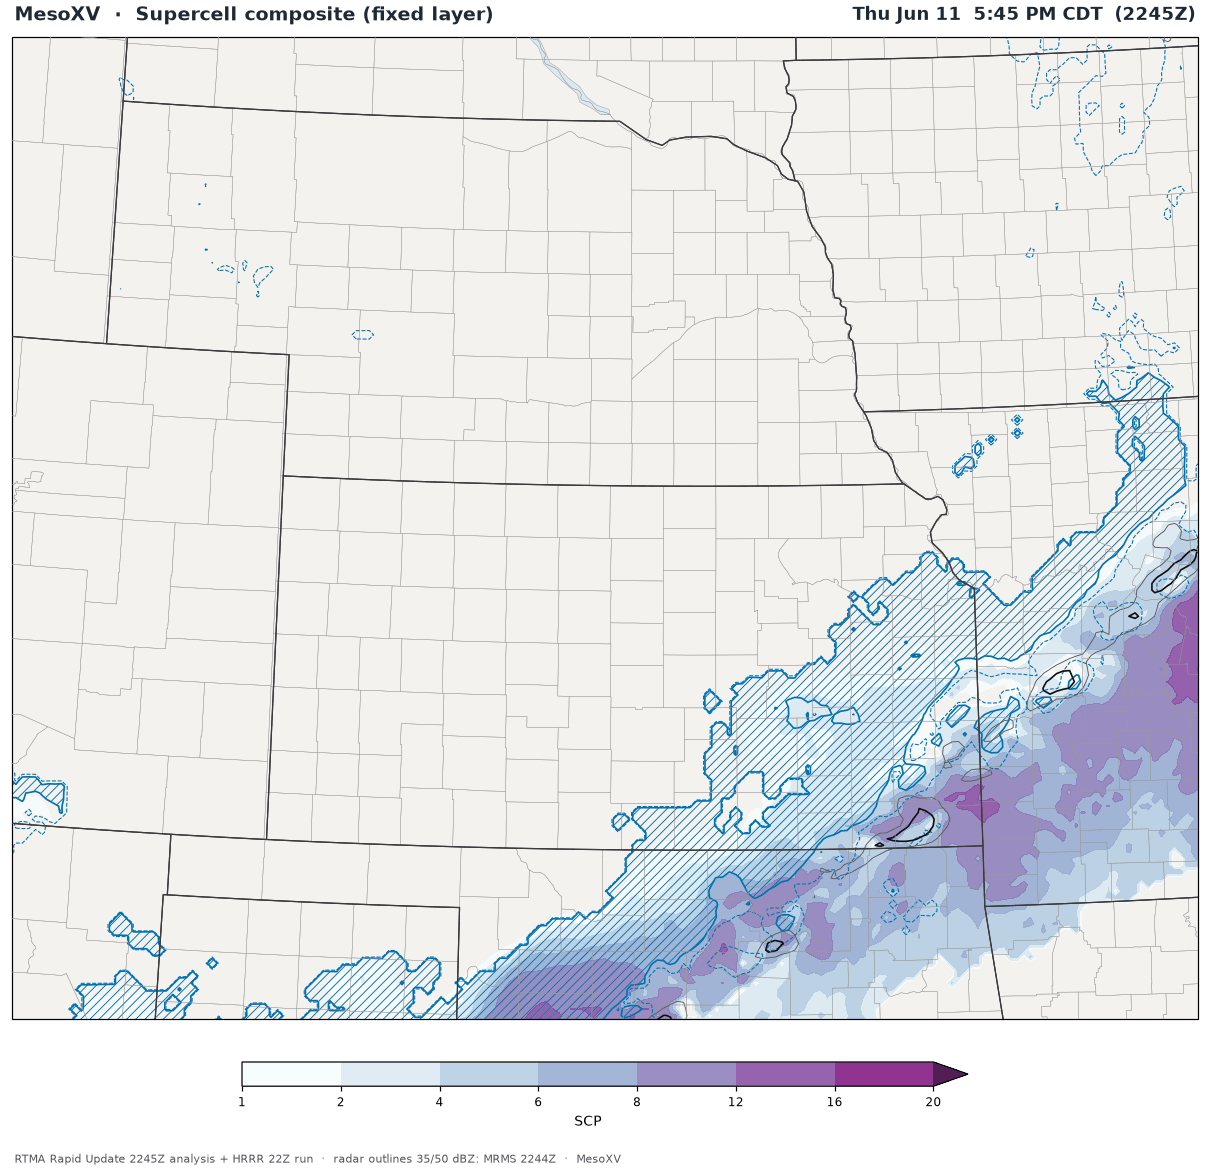 MesoXV · Supercell composite (fixed layer)
Thu Jun 11 5:45 PM CDT (2245Z)
1 2 4 6 8 12 16 20
SCP
RTMA Rapid Update 2245Z analysis + HRRR 22Z run · radar outlines 35/50 dBZ: MRMS 2244Z · MesoXV